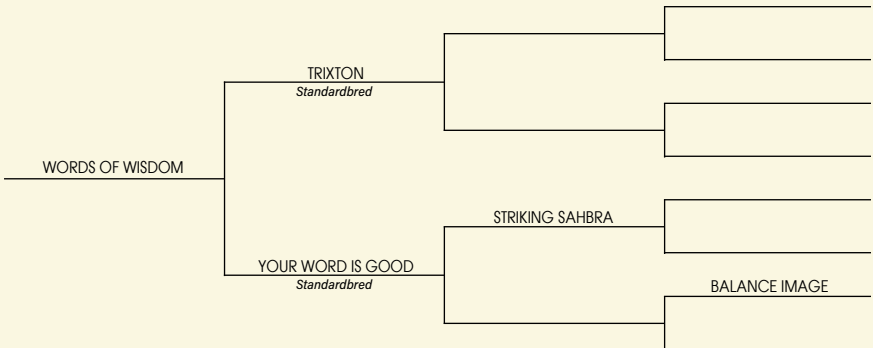 TRIXTON
Standardbred
WORDS OF WISDOM
STRIKING SAHBRA
YOUR WORD IS GOOD
Standardbred
BALANCE IMAGE